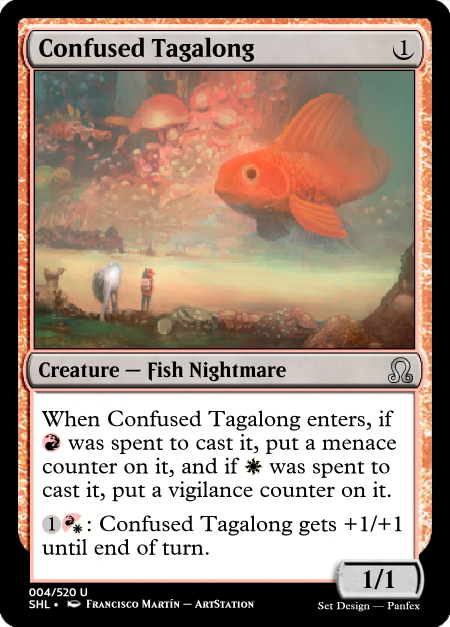 Confused Tagalong 1
Creature — Fish Nightmare
When Confused Tagalong enters, if
was spent to cast it, put a menace
counter on it, and if was spent to
cast it, put a vigilance counter on it.
1 : Confused Tagalong gets +1/+1
until end of turn.
1/1
004/520 U
SHL • Francisco Martín — ArtStation
Set Design — Panfex